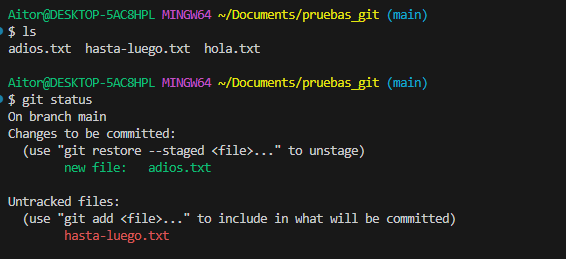 Aitor@DESKTOP-5AC8HPL MINGW64 ~/Documents/pruebas_git (main)
$ ls
adios.txt  hasta-luego.txt  hola.txt

Aitor@DESKTOP-5AC8HPL MINGW64 ~/Documents/pruebas_git (main)
$ git status
On branch main
Changes to be committed:
  (use "git restore --staged <file>..." to unstage)
        new file:   adios.txt

Untracked files:
  (use "git add <file>..." to include in what will be committed)
        hasta-luego.txt